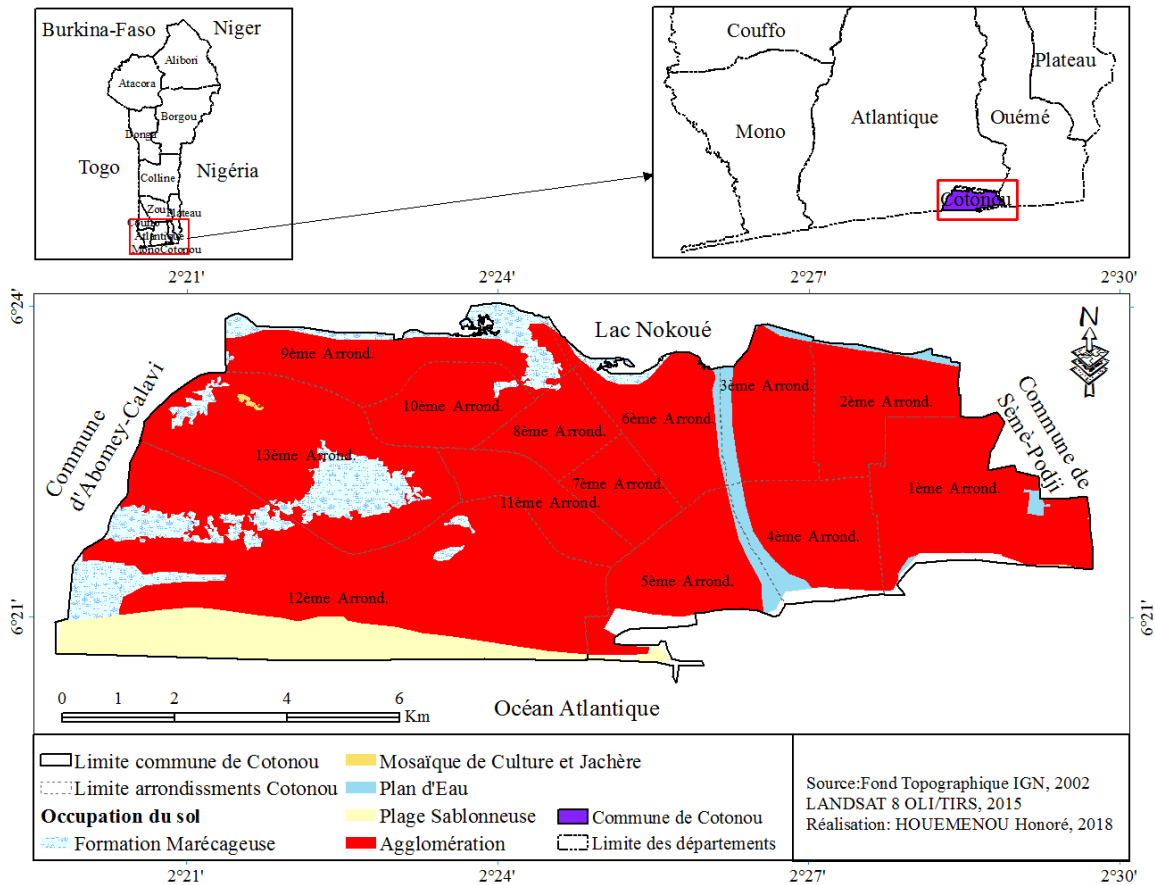 Burkina-Faso
Niger
Alibori
Atacora
Borgou
Donga
Togo
Nigéria
Colline
Zou
Plateau
Couffo
Atlantique
Mono
Cotonou
Couffo
Plateau
Mono
Atlantique
Ouémé
Cotonou
2°21'
2°24'
2°27'
2°30'
6°24'
6°21'
6°21'
N
Lac Nokoué
Commune
d'Abomey-Calavi
Commune de
Sèmè-Podji
9ème Arrond.
3ème Arrond.
10ème Arrond.
2ème Arrond.
6ème Arrond.
8ème Arrond.
13ème Arrond.
7ème Arrond.
1ème Arrond.
11ème Arrond.
4ème Arrond.
5ème Arrond.
12ème Arrond.
Océan Atlantique
0 1 2 4 6
Km
Limite commune de Cotonou
Limite arrondissments Cotonou
Occupation du sol
Formation Marécageuse
Mosaïque de Culture et Jachère
Plan d'Eau
Plage Sablonneuse
Agglomération
Commune de Cotonou
Limite des départements
Source:Fond Topographique IGN, 2002
LANDSAT 8 OLI/TIRS, 2015
Réalisation: HOUEMENOU Honoré, 2018
2°21'
2°24'
2°27'
2°30'